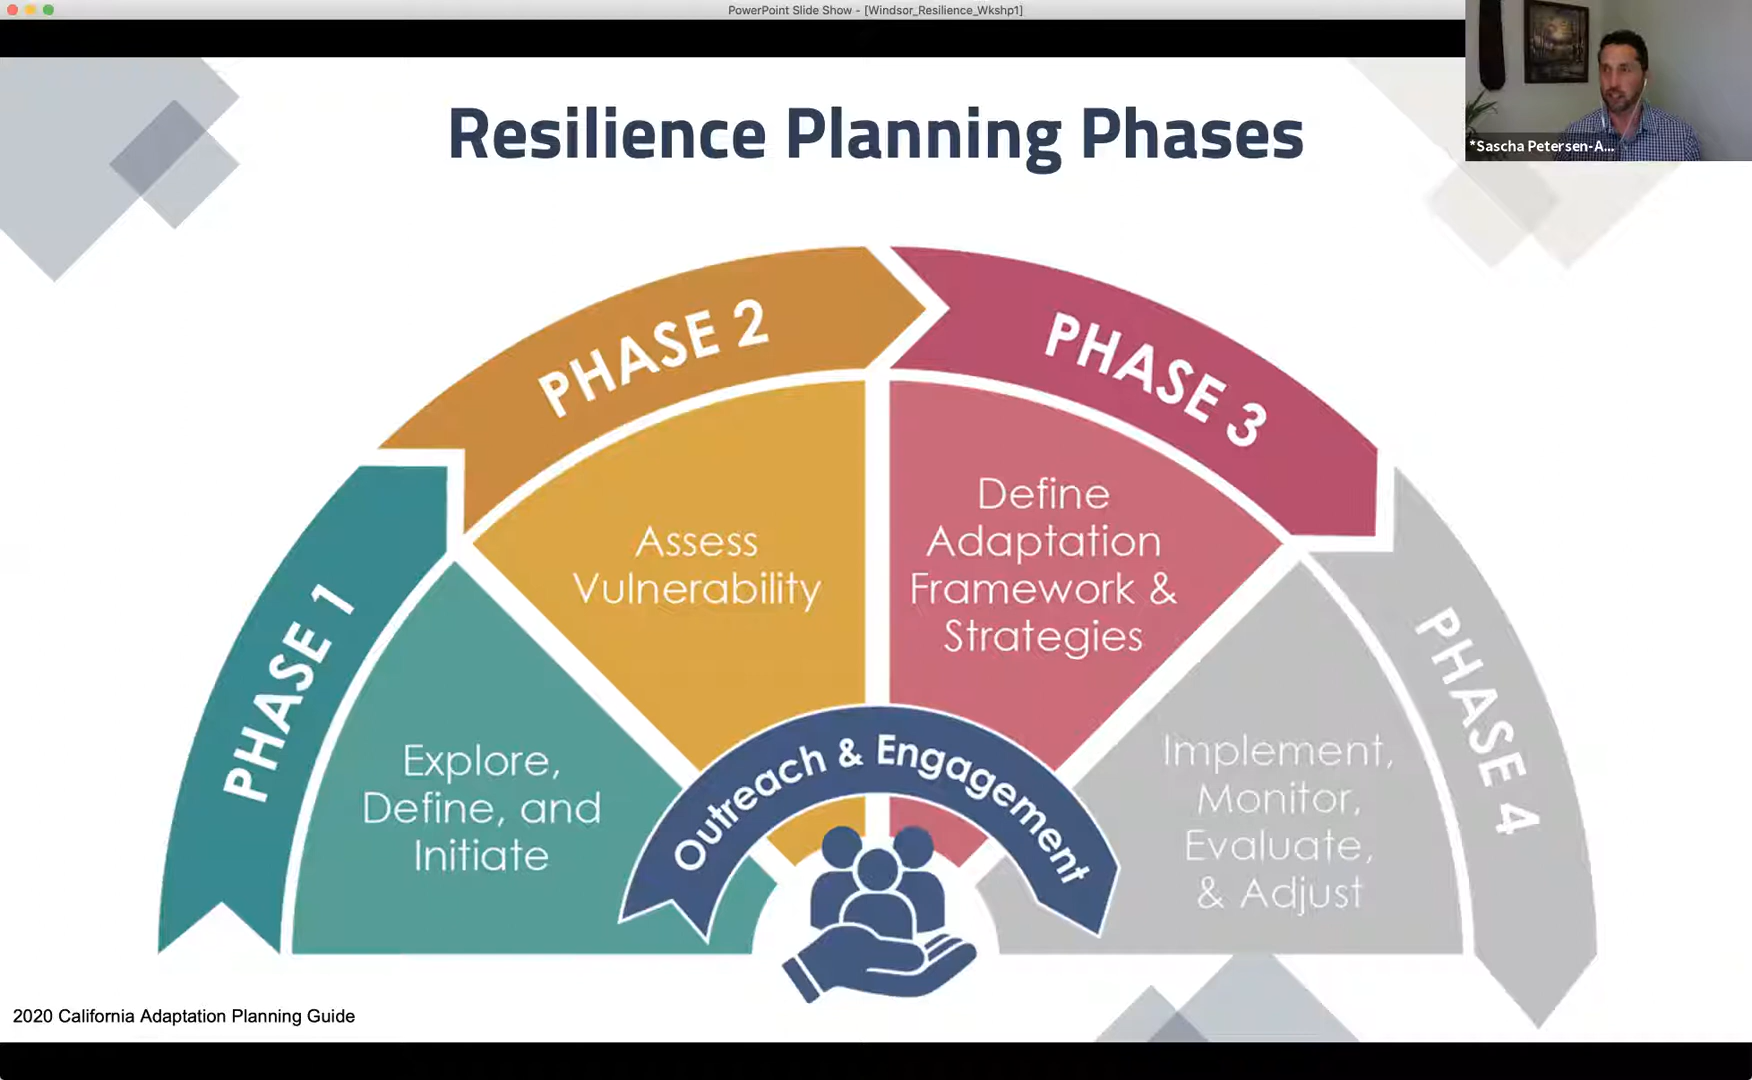 PowerPoint Slide Show - [Windsor_Resilience_Wkshp1]
*Sascha Petersen-A...
Resilience Planning Phases
PHASE 1
Explore,
Define, and
Initiate
PHASE 2
Assess
Vulnerability
PHASE 3
Define
Adaptation
Framework &
Strategies
PHASE 4
Implement,
Monitor,
Evaluate,
& Adjust
Outreach & Engagement
2020 California Adaptation Planning Guide